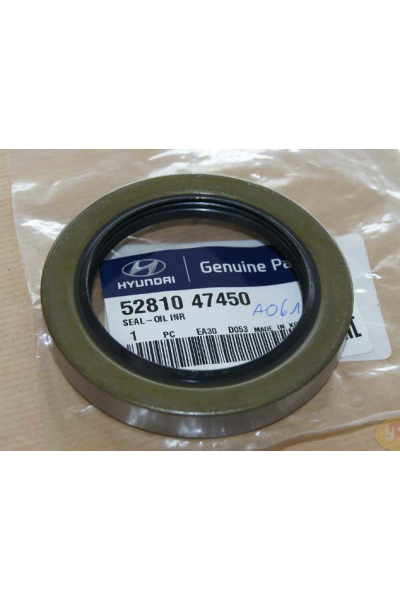 HYUNDAI
Genuine Pa
52810 47450
A061
SEAL-OIL INR
1 PC EA30 D053 MADE IN K